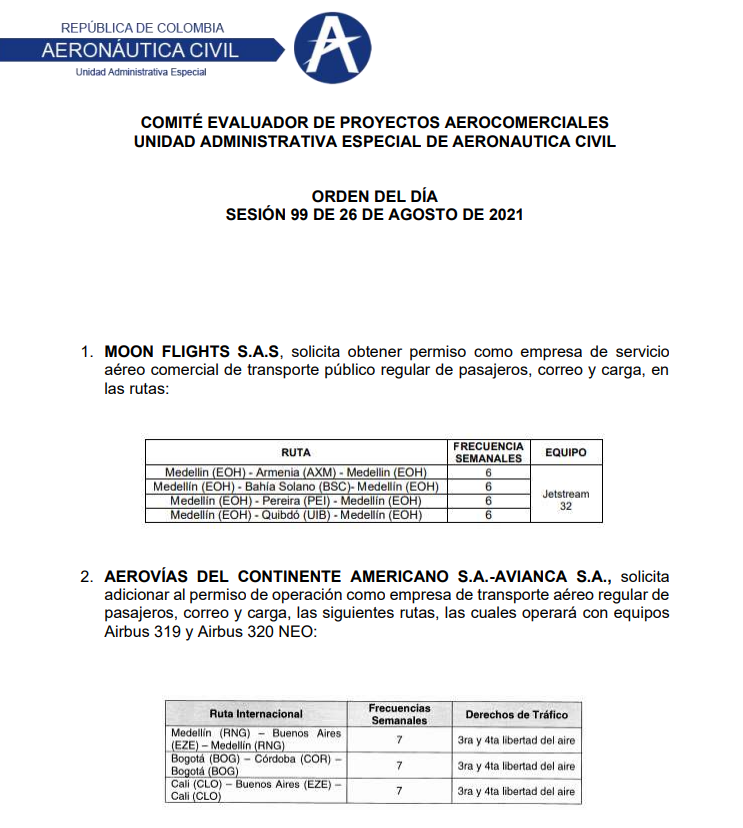 REPÚBLICA DE COLOMBIA
AERONÁUTICA CIVIL
Unidad Administrativa Especial
COMITÉ EVALUADOR DE PROYECTOS AEROCOMERCIALES
UNIDAD ADMINISTRATIVA ESPECIAL DE AERONAUTICA CIVIL
ORDEN DEL DÍA
SESIÓN 99 DE 26 DE AGOSTO DE 2021
1. MOON FLIGHTS S.A.S, solicita obtener permiso como empresa de servicio
aéreo comercial de transporte público regular de pasajeros, correo y carga, en
las rutas:
RUTA FRECUENCIA SEMANALES EQUIPO
Medellin (EOH) - Armenia (AXM) - Medellin (EOH) 6
Medellín (EOH) - Bahía Solano (BSC)- Medellín (EOH) 6
Medellín (EOH) - Pereira (PEI) - Medellín (EOH) 6
Medellín (EOH) - Quibdó (UIB) - Medellín (EOH) 6
Jetstream
32
2. AEROVÍAS DEL CONTINENTE AMERICANO S.A.-AVIANCA S.A., solicita
adicionar al permiso de operación como empresa de transporte aéreo regular de
pasajeros, correo y carga, las siguientes rutas, las cuales operará con equipos
Airbus 319 y Airbus 320 NEO:
Ruta Internacional Frecuencias Semanales Derechos de Tráfico
Medellín (RNG) – Buenos Aires
(EZE) – Medellín (RNG) 7 3ra y 4ta libertad del aire
Bogotá (BOG) – Córdoba (COR) –
Bogotá (BOG) 7 3ra y 4ta libertad del aire
Cali (CLO) – Buenos Aires (EZE) –
Cali (CLO) 7 3ra y 4ta libertad del aire